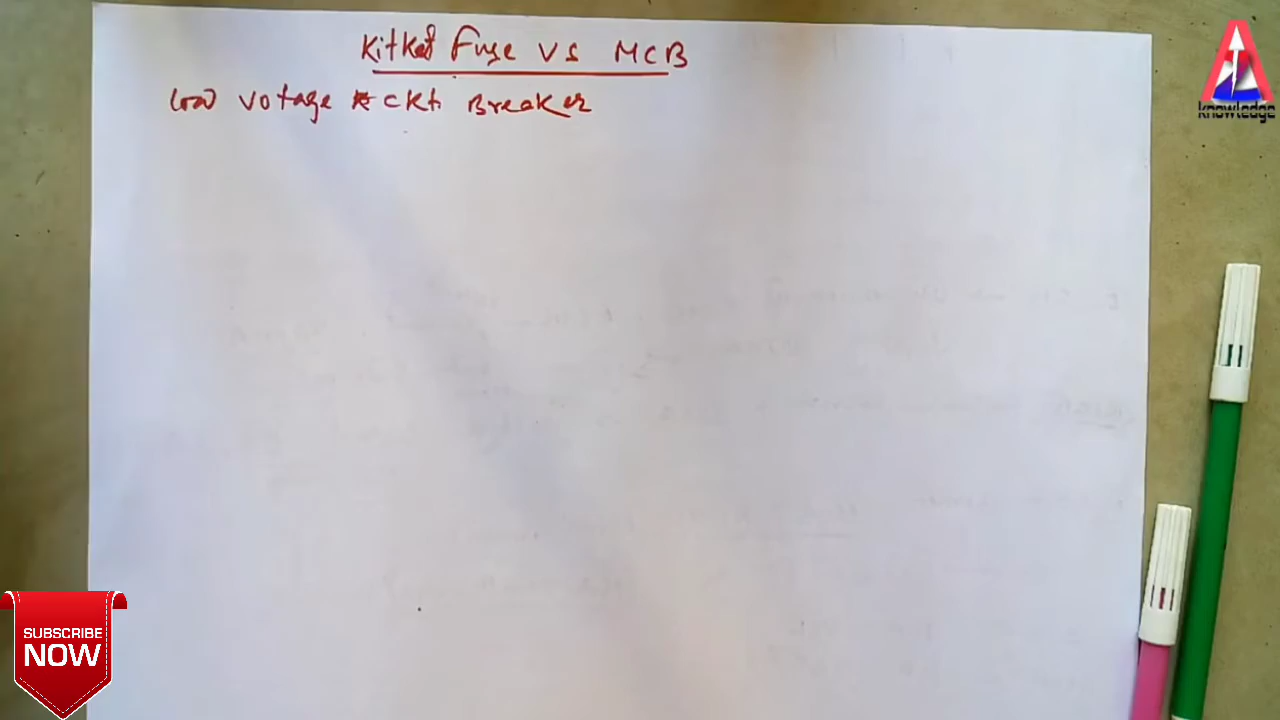 Kitkat Fuse VS MCB
Low Votage ckt. Breaker
knowledge
SUBSCRIBE
NOW